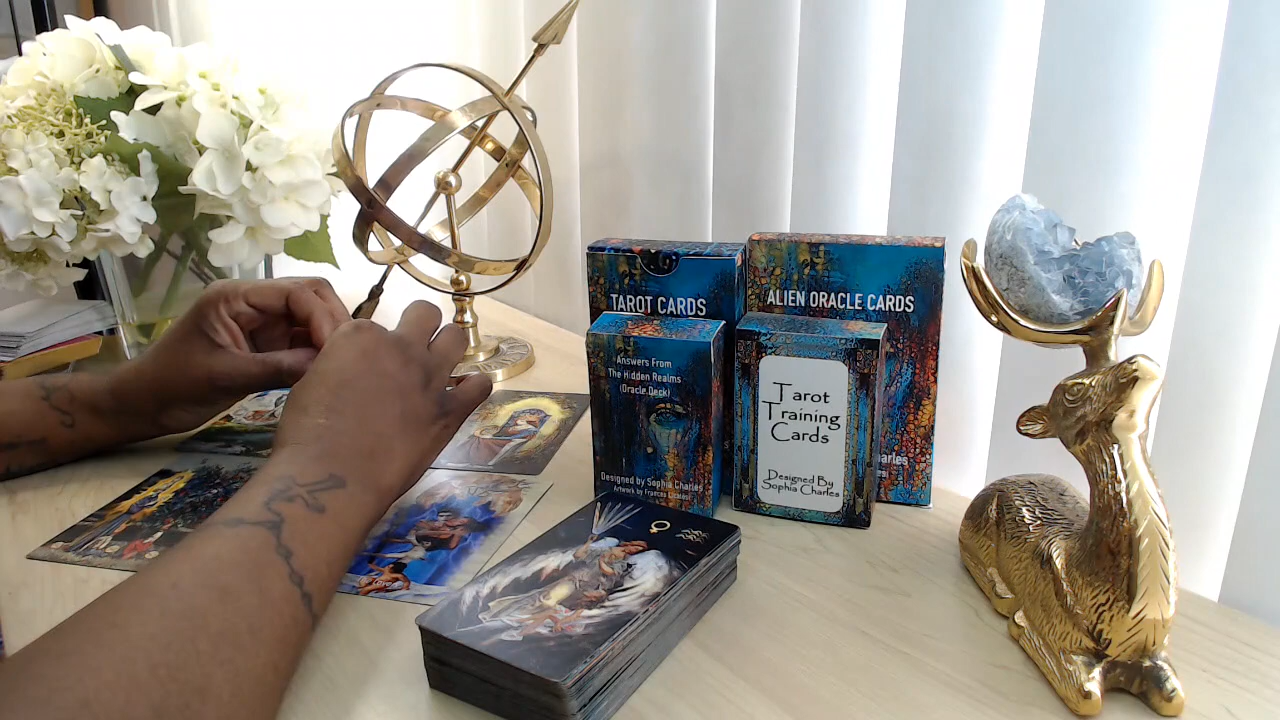 TAROT CARDS
ALIEN ORACLE CARDS
Answers From
The Hidden Realms
(Oracle Deck)
Designed by Sophia Charles
Artwork by Frances
Tarot
Training
Cards
Designed By
Sophia Charles
harles